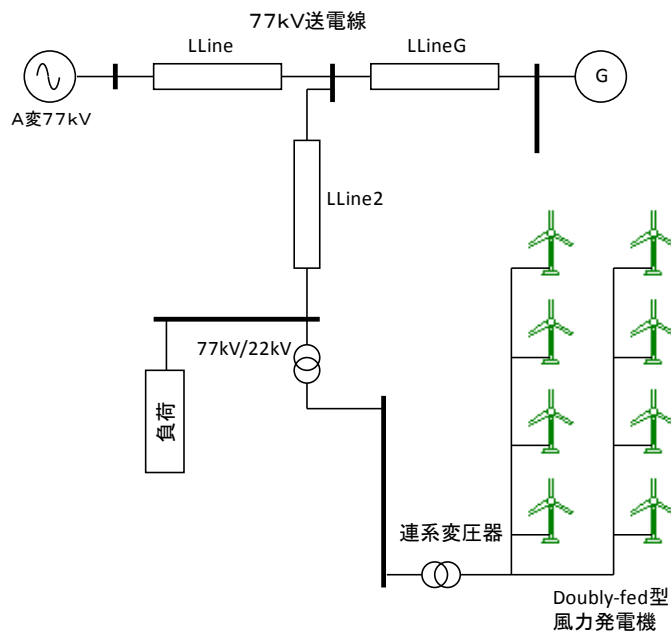 77kV送電線
LLine
LLineG
A変77kV
G
LLine2
77kV/22kV
負荷
連系変圧器
Doubly-fed型
風力発電機